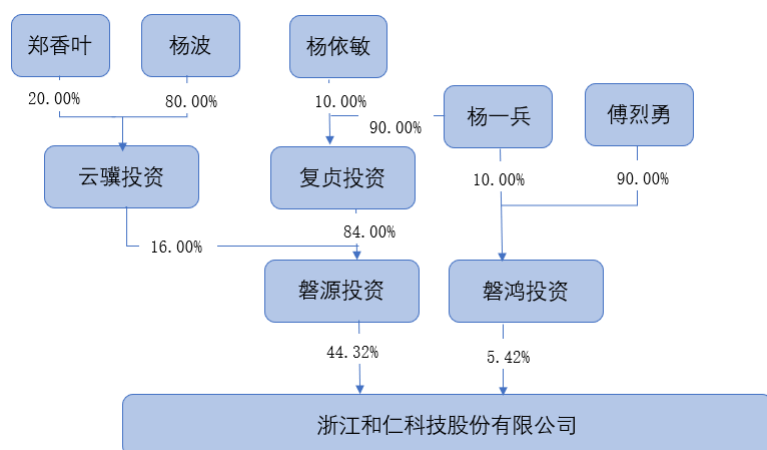 郑香叶
杨波
杨依敏
20.00%
80.00%
10.00%
90.00%
杨一兵
傅烈勇
云骥投资
复贞投资
10.00%
90.00%
16.00%
84.00%
磐源投资
磐鸿投资
44.32%
5.42%
浙江和仁科技股份有限公司